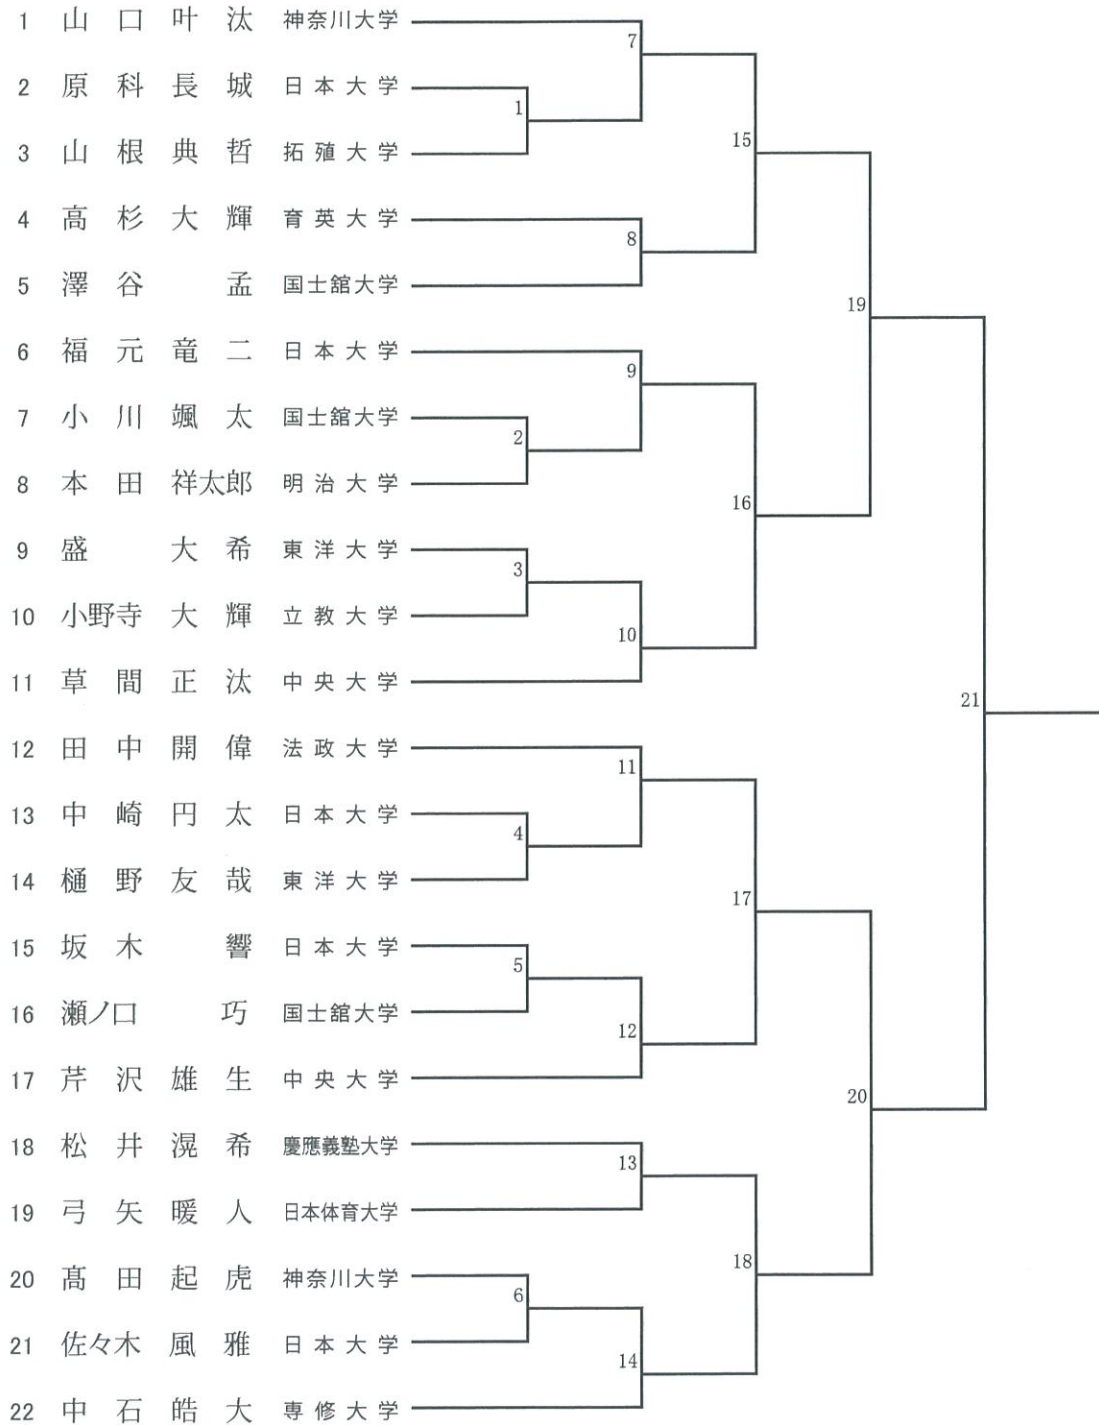 1 山口叶汰 神奈川大学
7
2 原科長城 日本大学
1
3 山根典哲 拓殖大学
15
4 高杉大輝 育英大学
8
5 澤谷孟 国士舘大学
19
6 福元竜二 日本大学
9
7 小川颯太 国士舘大学
2
8 本田祥太郎 明治大学
16
9 盛大希 東洋大学
3
10 小野寺大輝 立教大学
10
11 草間正汰 中央大学
21
12 田中開偉 法政大学
11
13 中崎円太 日本大学
4
14 樋野友哉 東洋大学
17
15 坂木響 日本大学
5
16 瀬ノ口巧 国士舘大学
12
17 芹沢雄生 中央大学
20
18 松井滉希 慶應義塾大学
13
19 弓矢暖人 日本体育大学
18
20 髙田起虎 神奈川大学
6
21 佐々木風雅 日本大学
14
22 中石皓大 専修大学